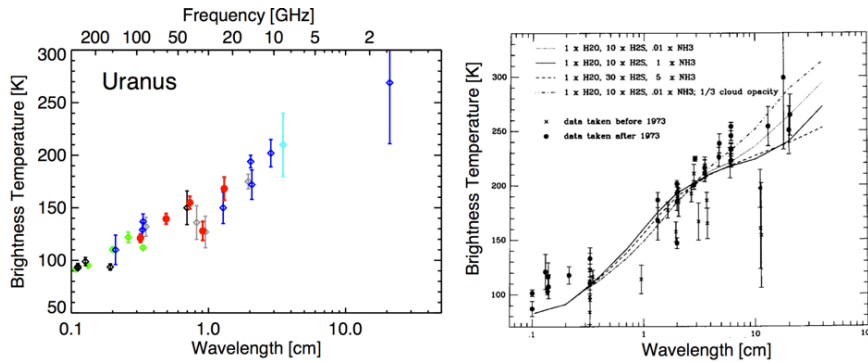 Frequency [GHz]
200 100 50 20 10 5 2
300
250
200
150
100
50
Uranus
Brightness Temperature [K]
0.1 1.0 10.0
Wavelength [cm]
1 x H2O, 10 x H2S, .01 x NH3
1 x H2O, 10 x H2S, 1 x NH3
1 x H2O, 30 x H2S, 5 x NH3
1 x H2O, 10 x H2S, .01 x NH3; 1/3 cloud opacity
data taken before 1973
data taken after 1973
300
250
200
150
100
Brightness Temperature [K]
.1 1 10 100
Wavelength [cm]